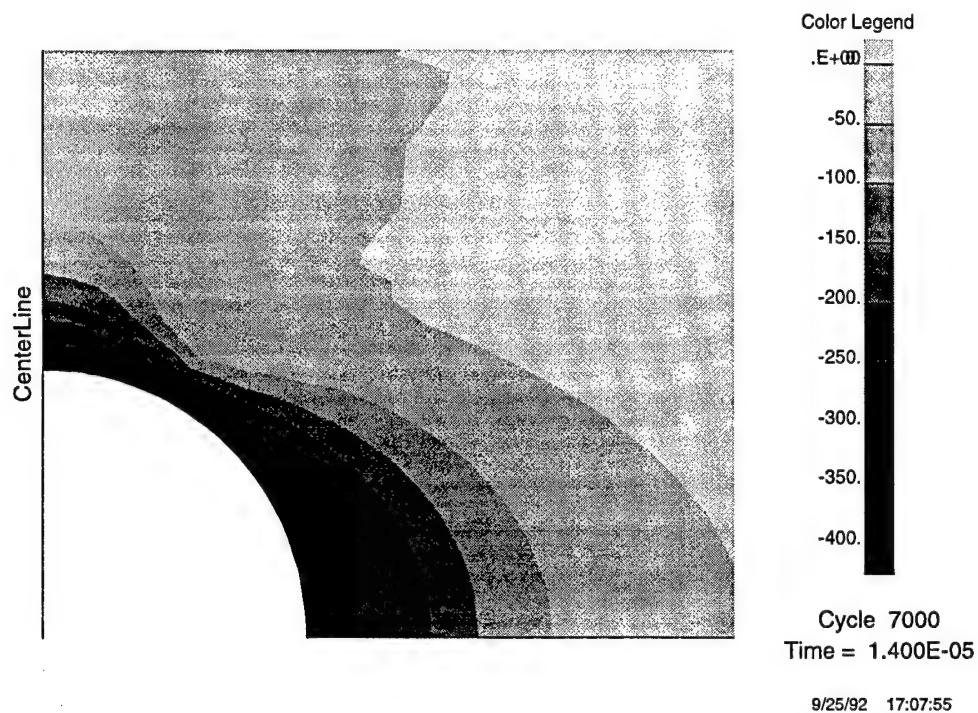 Color Legend
.E+00
-50.
-100.
-150.
-200.
-250.
-300.
-350.
-400.
CenterLine
Cycle 7000
Time = 1.400E-05
9/25/92 17:07:55